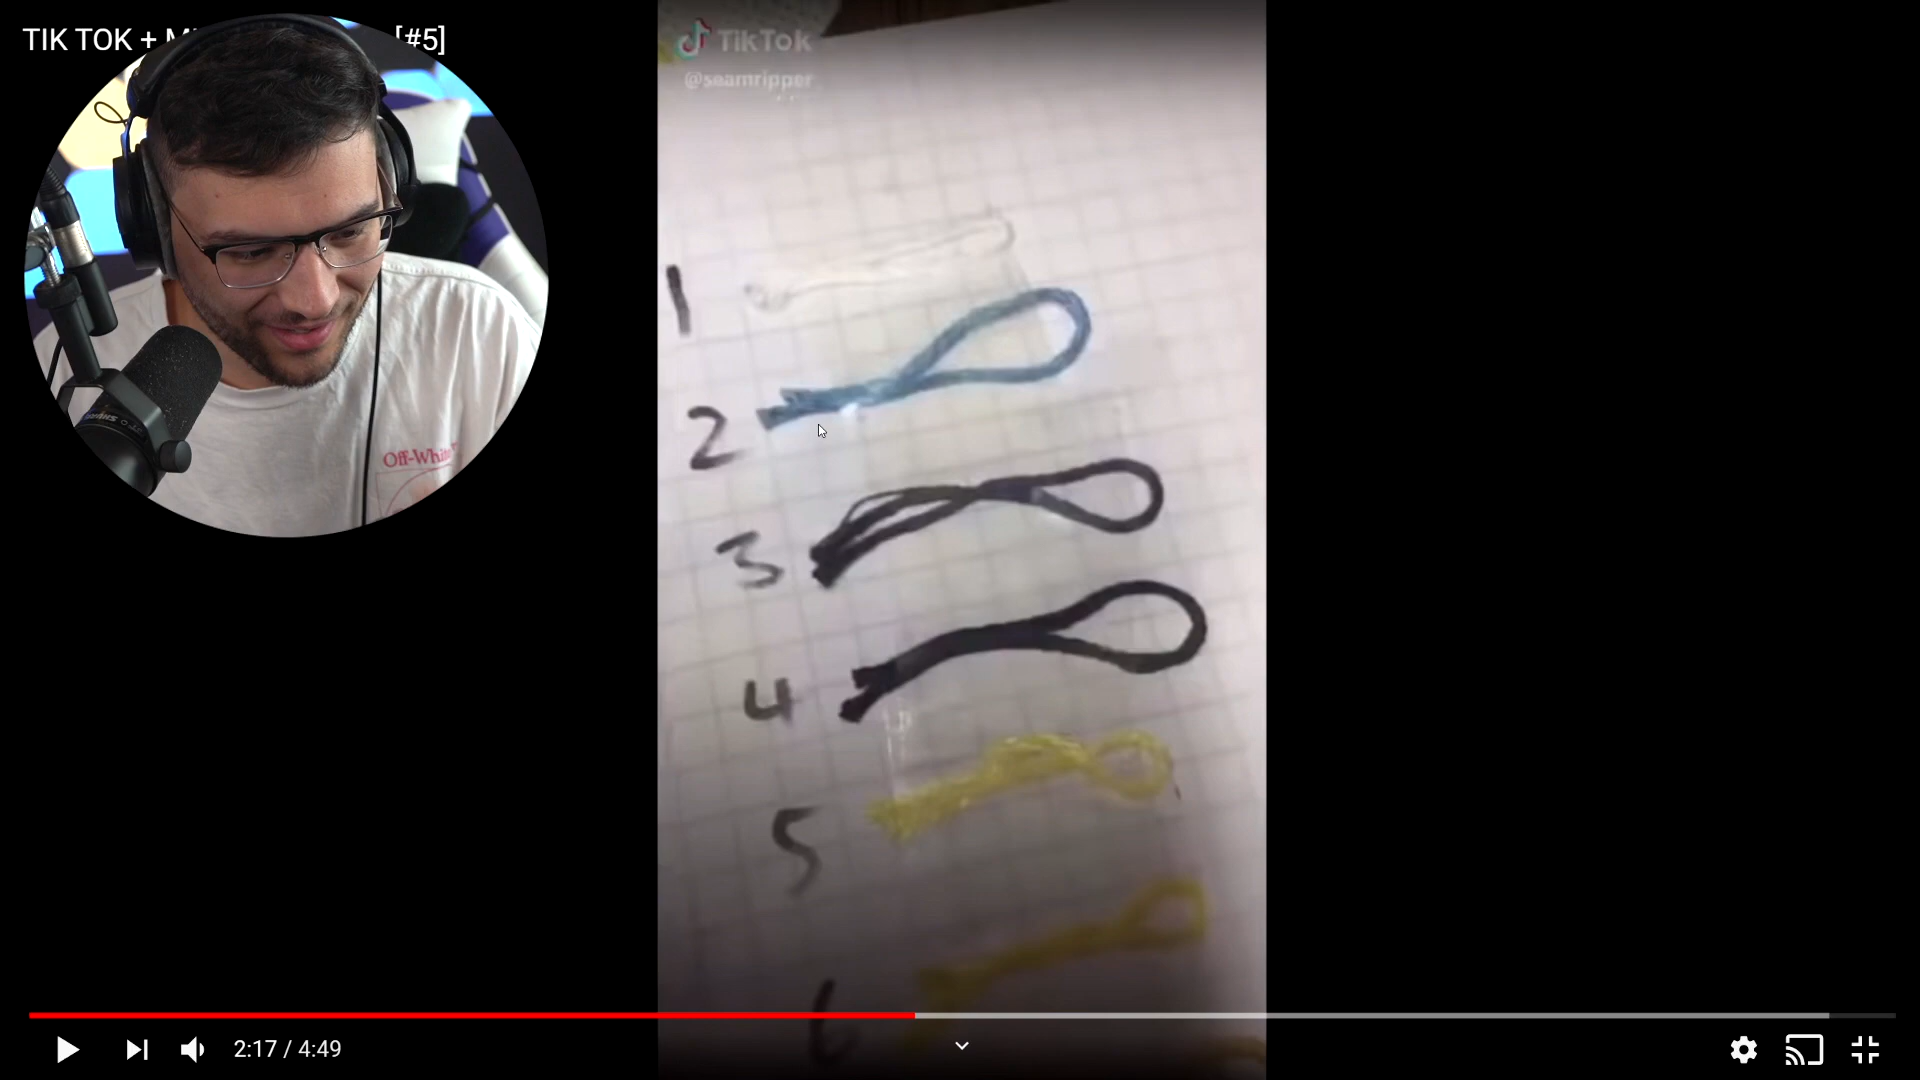 TIK TOK + M
[#5]
TikTok
@seamripper
Off-White
1
2
3
4
5
6
2:17 / 4:49